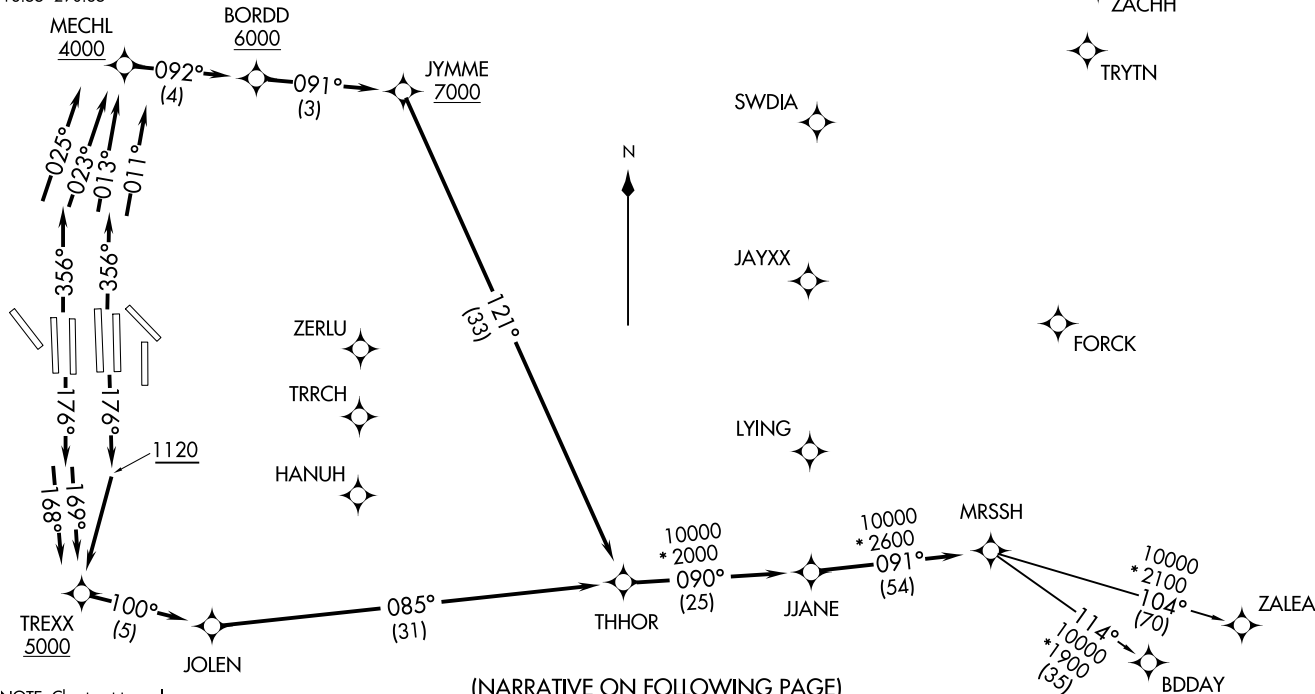 ZACHH
TRYTN
MECHL
4000
BORDD
6000
JYMME
7000
092°
(4)
091°
(3)
SWDIA
025°
023°
013°
011°
N
356°
356°
JAYXX
FORCK
121°
(33)
ZERLU
TRRCH
HANUH
LYING
176°
176°
1120
168°
169°
TREXX
5000
100°
(5)
JOLEN
085°
(31)
THHOR
10000
*2000
090°
(25)
JJANE
10000
*2600
091°
(54)
MRSSH
10000
*2100
104°
(70)
ZALEA
114°
10000
*1900
(35)
BDDAY
(NARRATIVE ON FOLLOWING PAGE)